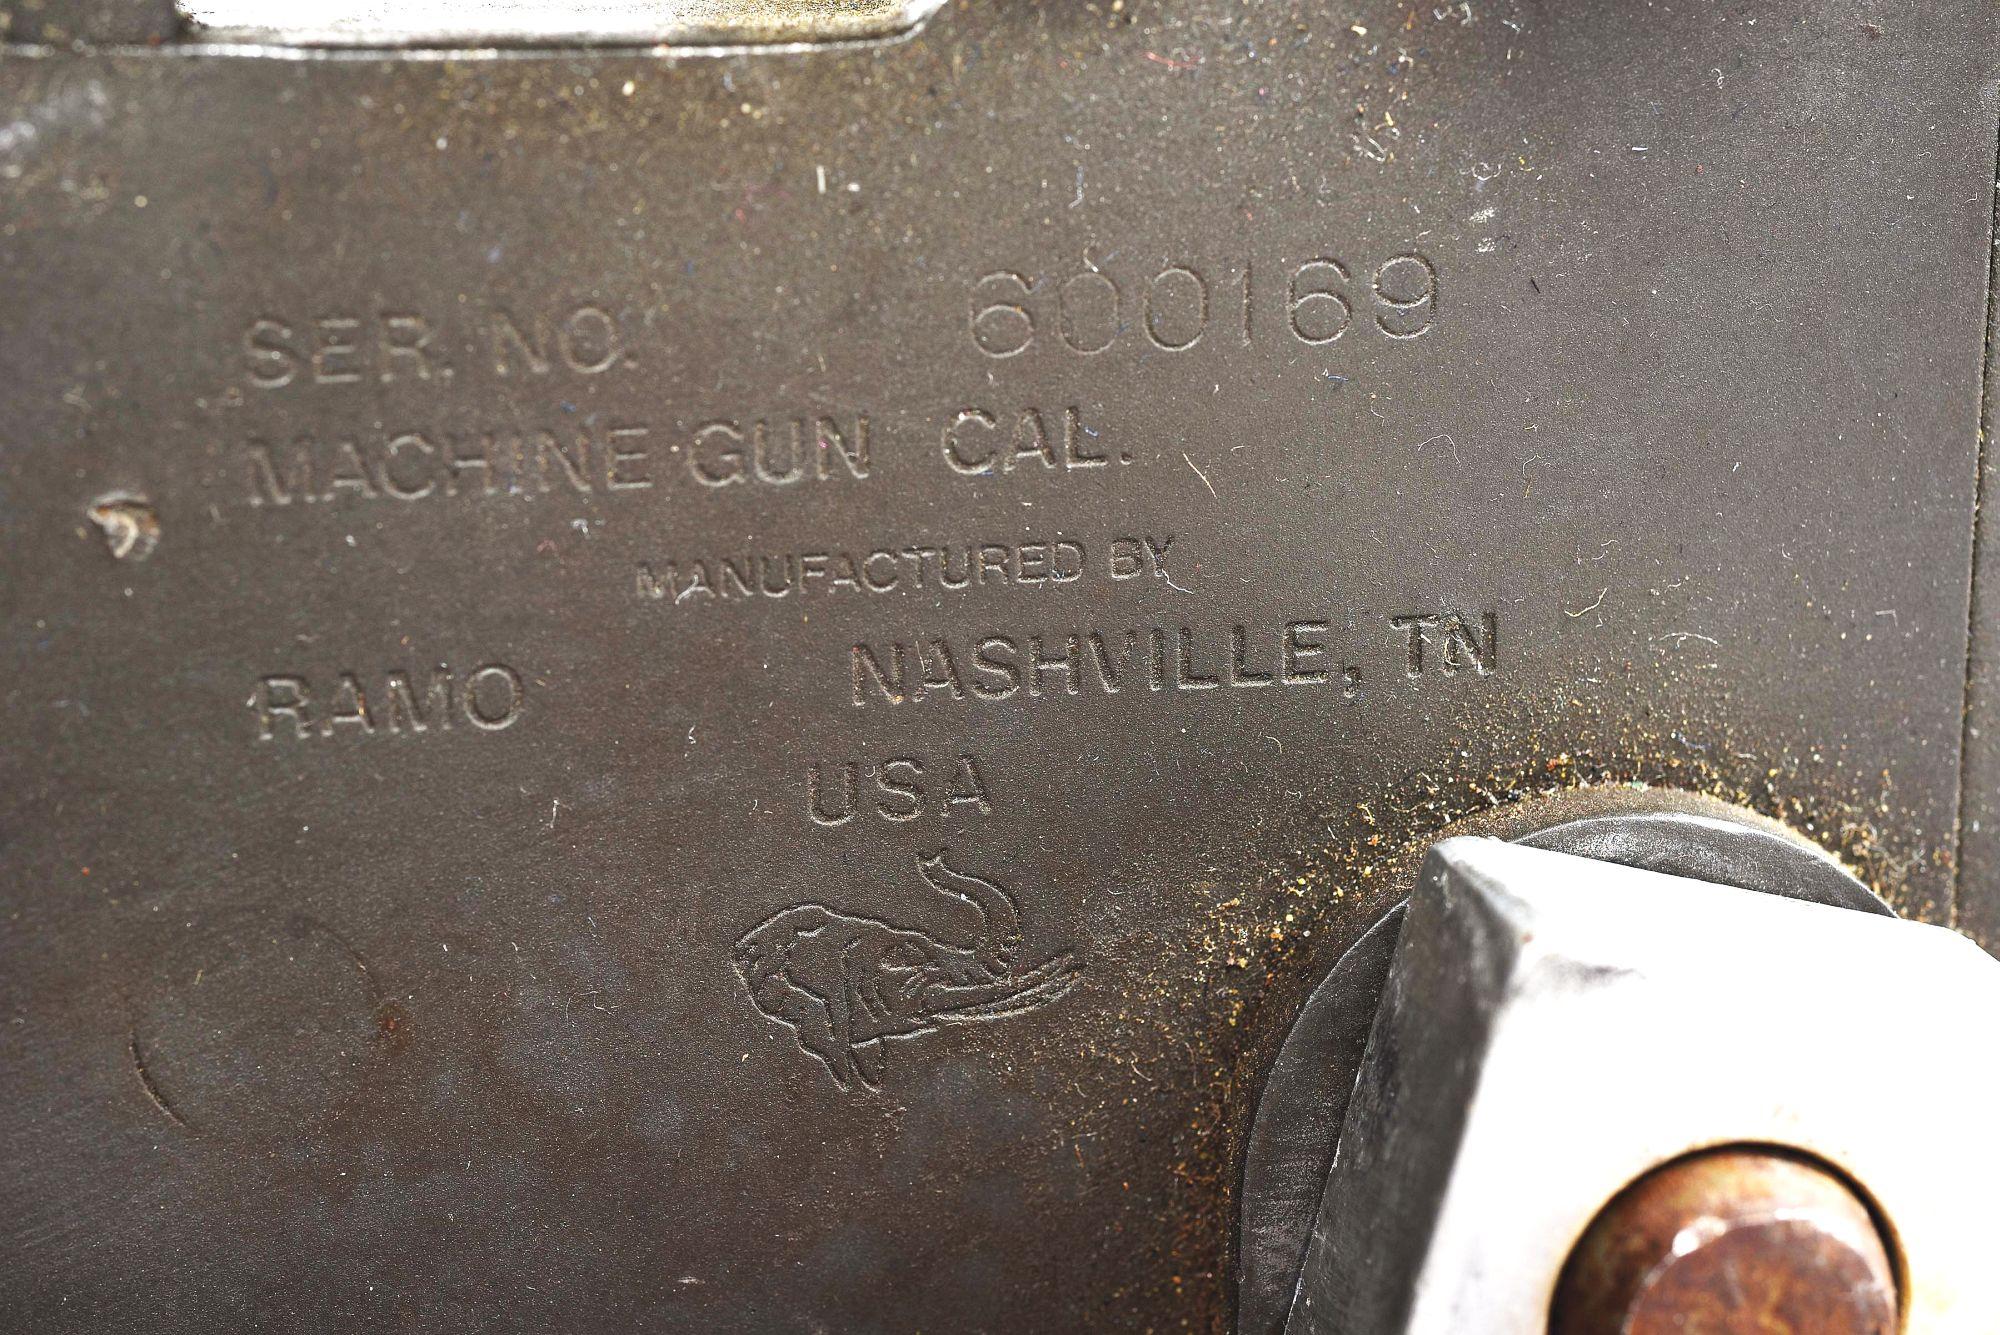 SER. NO. 600169
MACHINE GUN CAL.
MANUFACTURED BY
RAMO NASHVILLE, TN
USA